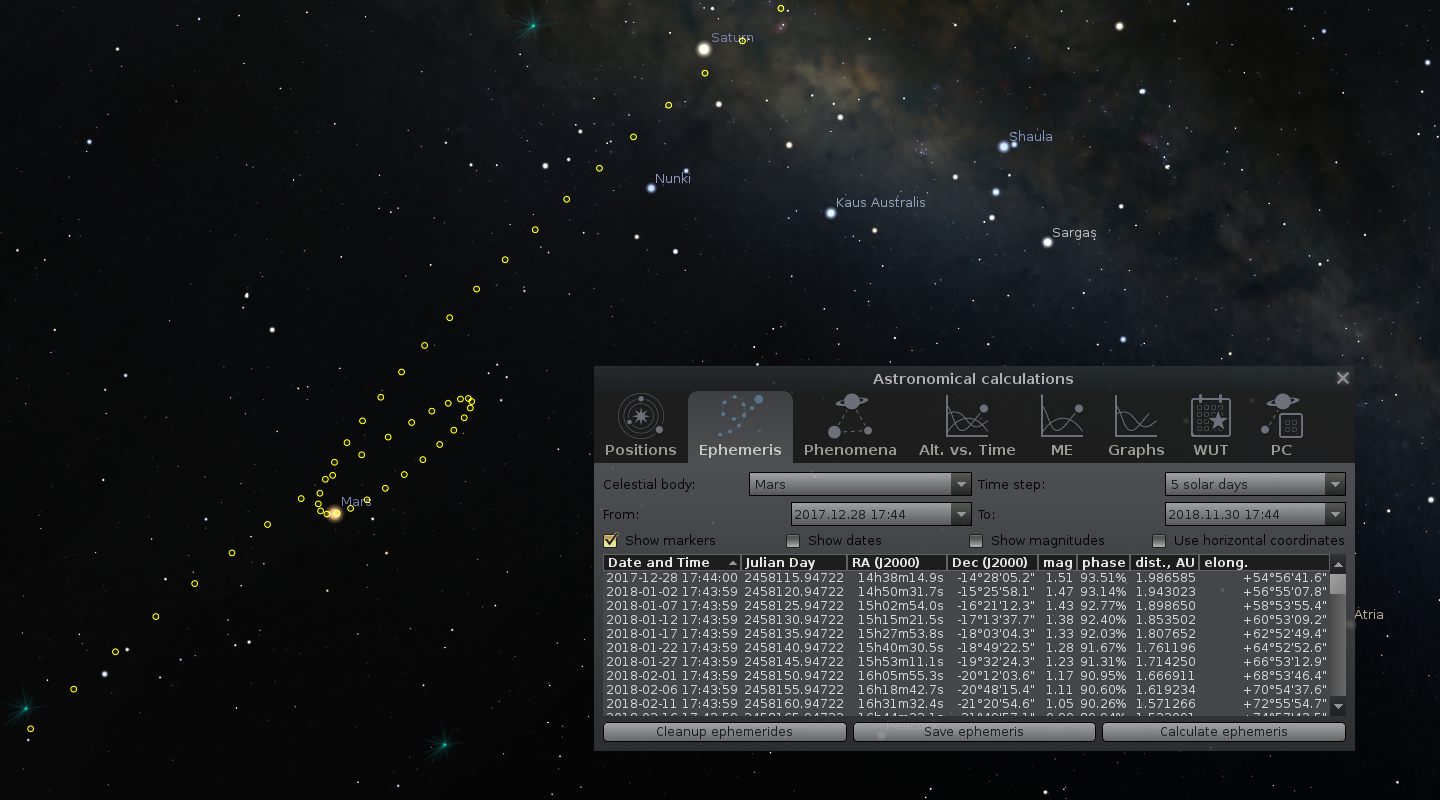 Saturn
Shaula
Nunki
Kaus Australis
Sargas
Mars
Atria
Astronomical calculations
Positions Ephemeris Phenomena Alt. vs. Time ME Graphs WUT PC
Celestial body: Mars Time step: 5 solar days
From: 2017.12.28 17:44 To: 2018.11.30 17:44
Show markers Show dates Show magnitudes Use horizontal coordinates
Date and Time Julian Day RA (J2000) Dec (J2000) mag phase dist., AU elong.
2017-12-28 17:44:00 2458115.94722 14h38m14.9s -14°28'05.2" 1.51 93.51% 1.986585 +54°56'41.6"
2018-01-02 17:43:59 2458120.94722 14h50m31.7s -15°25'58.1" 1.47 93.14% 1.943023 +56°55'07.8"
2018-01-07 17:43:59 2458125.94722 15h02m54.0s -16°21'12.3" 1.43 92.77% 1.898650 +58°53'55.4"
2018-01-12 17:43:59 2458130.94722 15h15m21.5s -17°13'37.7" 1.38 92.40% 1.853502 +60°53'09.2"
2018-01-17 17:43:59 2458135.94722 15h27m53.8s -18°03'04.3" 1.33 92.03% 1.807652 +62°52'49.4"
2018-01-22 17:43:59 2458140.94722 15h40m30.5s -18°49'22.5" 1.28 91.67% 1.761196 +64°52'52.6"
2018-01-27 17:43:59 2458145.94722 15h53m11.1s -19°32'24.3" 1.23 91.31% 1.714250 +66°53'12.9"
2018-02-01 17:43:59 2458150.94722 16h05m55.3s -20°12'03.6" 1.17 90.95% 1.666911 +68°53'46.4"
2018-02-06 17:43:59 2458155.94722 16h18m42.7s -20°48'15.4" 1.11 90.60% 1.619234 +70°54'37.6"
2018-02-11 17:43:59 2458160.94722 16h31m32.4s -21°20'54.6" 1.05 90.26% 1.571266 +72°55'54.7"
Cleanup ephemerides Save ephemeris Calculate ephemeris